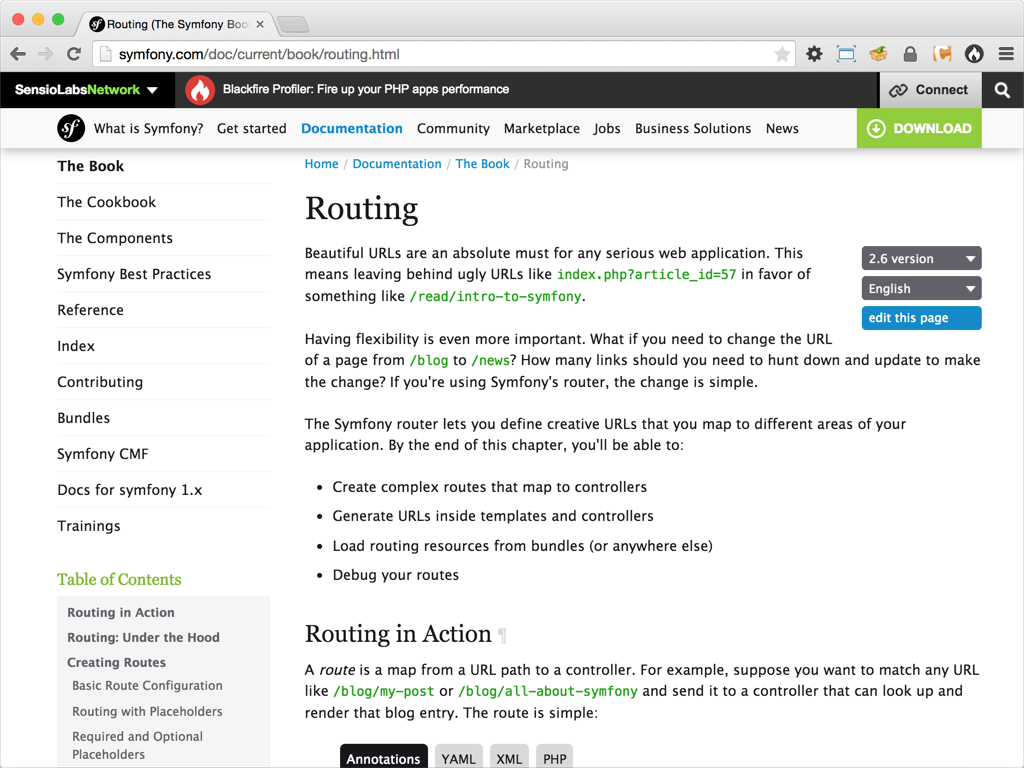 Routing (The Symfony Boo
symfony.com/doc/current/book/routing.html
SensioLabsNetwork
Blackfire Profiler: Fire up your PHP apps performance
Connect
sf
What is Symfony? Get started Documentation Community Marketplace Jobs Business Solutions News
DOWNLOAD
The Book
The Cookbook
The Components
Symfony Best Practices
Reference
Index
Contributing
Bundles
Symfony CMF
Docs for symfony 1.x
Trainings
Table of Contents
Routing in Action
Routing: Under the Hood
Creating Routes
Basic Route Configuration
Routing with Placeholders
Required and Optional
Placeholders
Home / Documentation / The Book / Routing
Routing
2.6 version
English
edit this page
Beautiful URLs are an absolute must for any serious web application. This
means leaving behind ugly URLs like index.php?article_id=57 in favor of
something like /read/intro-to-symfony.
Having flexibility is even more important. What if you need to change the URL
of a page from /blog to /news? How many links should you need to hunt down and update to make
the change? If you're using Symfony's router, the change is simple.
The Symfony router lets you define creative URLs that you map to different areas of your
application. By the end of this chapter, you'll be able to:
• Create complex routes that map to controllers
• Generate URLs inside templates and controllers
• Load routing resources from bundles (or anywhere else)
• Debug your routes
Routing in Action ¶
A route is a map from a URL path to a controller. For example, suppose you want to match any URL
like /blog/my-post or /blog/all-about-symfony and send it to a controller that can look up and
render that blog entry. The route is simple:
Annotations YAML XML PHP